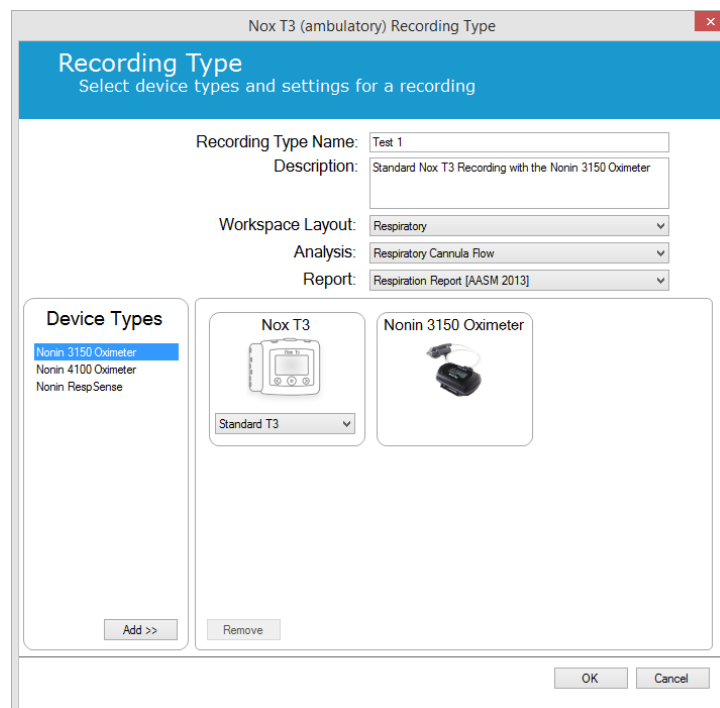 Nox T3 (ambulatory) Recording Type
Recording Type
Select device types and settings for a recording
Recording Type Name: Test 1
Description: Standard Nox T3 Recording with the Nonin 3150 Oximeter
Workspace Layout: Respiratory
Analysis: Respiratory Cannula Flow
Report: Respiration Report [AASM 2013]
Device Types
Nonin 3150 Oximeter
Nonin 4100 Oximeter
Nonin RespSense
Add >>
Nox T3
Nox T3
Standard T3
Nonin 3150 Oximeter
Remove
OK
Cancel